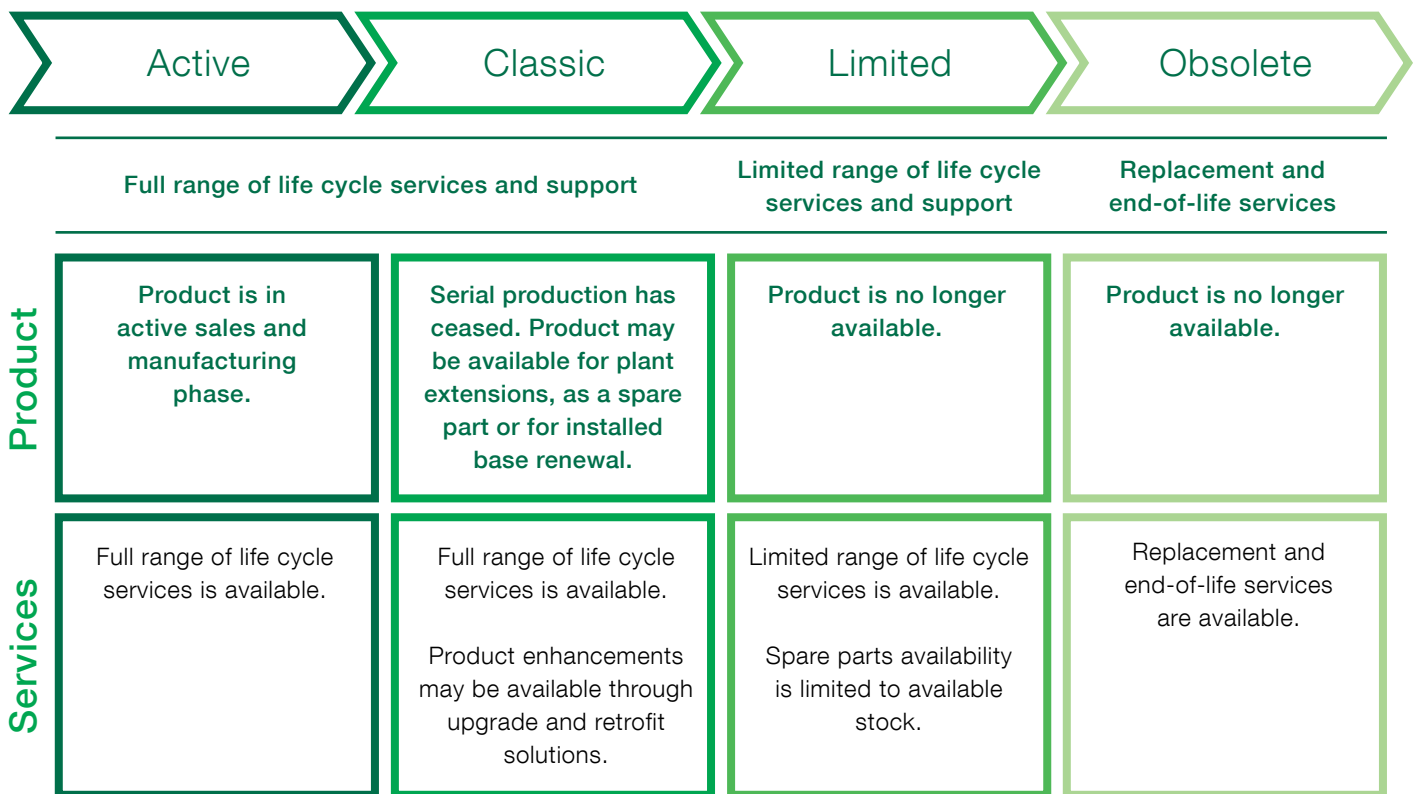 Active
Classic
Limited
Obsolete
Full range of life cycle services and support
Limited range of life cycle
services and support
Replacement and
end-of-life services
Product
Product is in
active sales and
manufacturing
phase.
Serial production has
ceased. Product may
be available for plant
extensions, as a spare
part or for installed
base renewal.
Product is no longer
available.
Product is no longer
available.
Services
Full range of life cycle
services is available.
Full range of life cycle
services is available.
Product enhancements
may be available through
upgrade and retrofit
solutions.
Limited range of life cycle
services is available.
Spare parts availability
is limited to available
stock.
Replacement and
end-of-life services
are available.